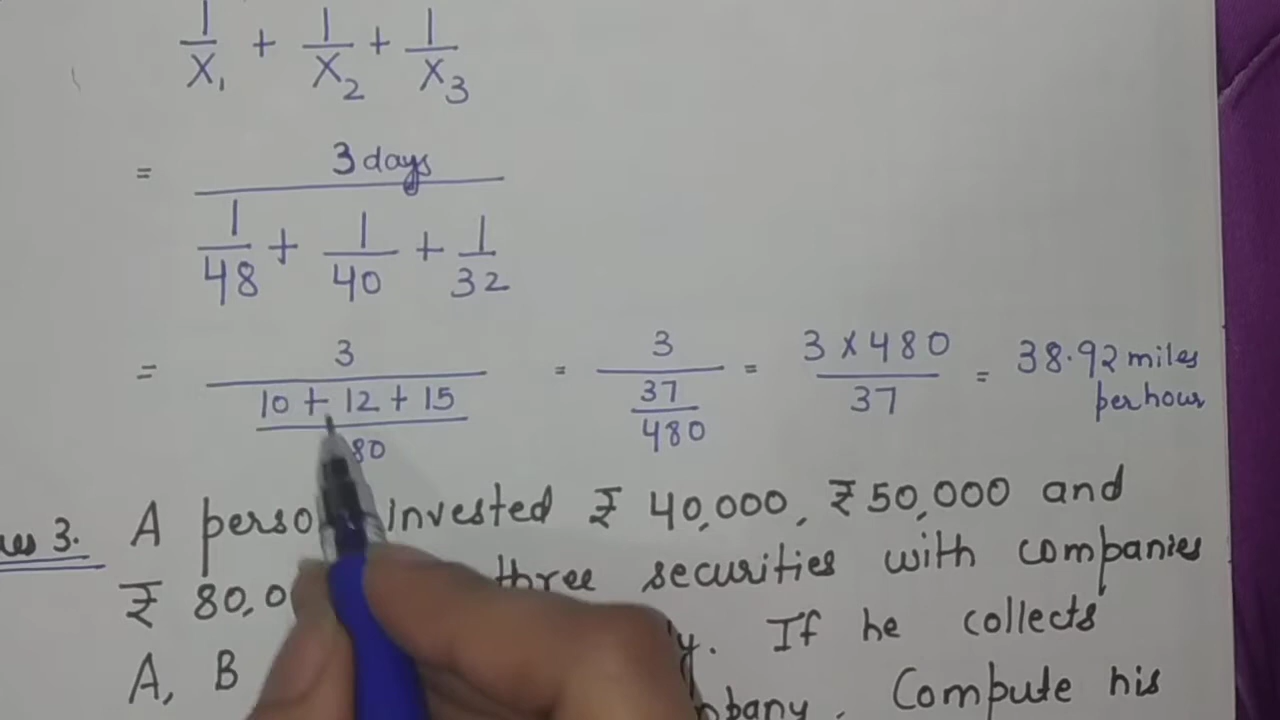 1/X₁ + 1/X₂ + 1/X₃
= 3 days / (1/48 + 1/40 + 1/32)
= 3 / ((10 + 12 + 15)/80) = 3 / (37/480) = (3 × 480)/37 = 38.92 miles per hour
3. A invested ₹ 40,000, ₹ 50,000 and
₹ three securities with companies
A, B If he collects
Compute his